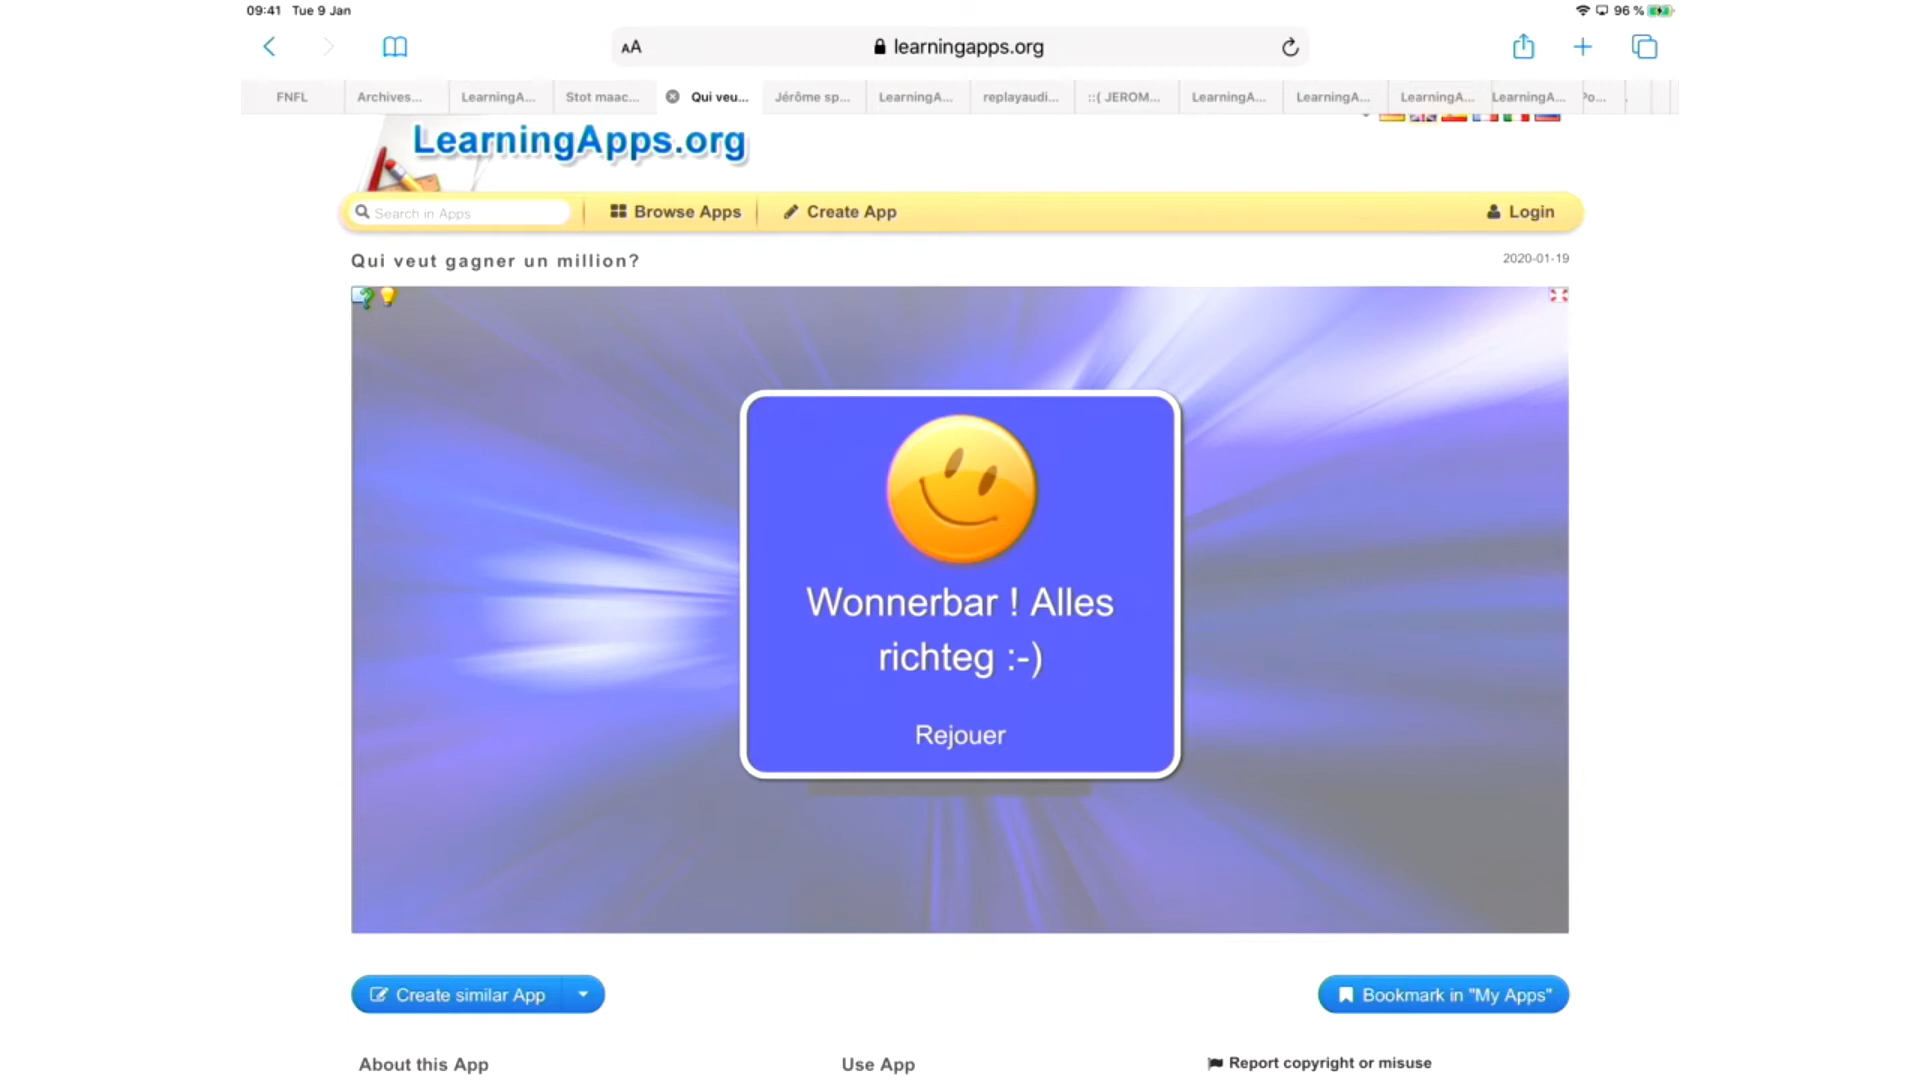 09:41 Tue 9 Jan
96 %
AA
learningapps.org
FNFL
Archives...
LearningA...
Stot maac...
Qui veu...
Jérôme sp...
LearningA...
replayaudi...
::( JEROM...
LearningA...
LearningA...
LearningA...
LearningA...
LearningApps.org
Search in Apps
Browse Apps
Create App
Login
Qui veut gagner un million?
2020-01-19
Wonnerbar ! Alles
richteg :-)
Rejouer
Create similar App
Bookmark in "My Apps"
About this App
Use App
Report copyright or misuse